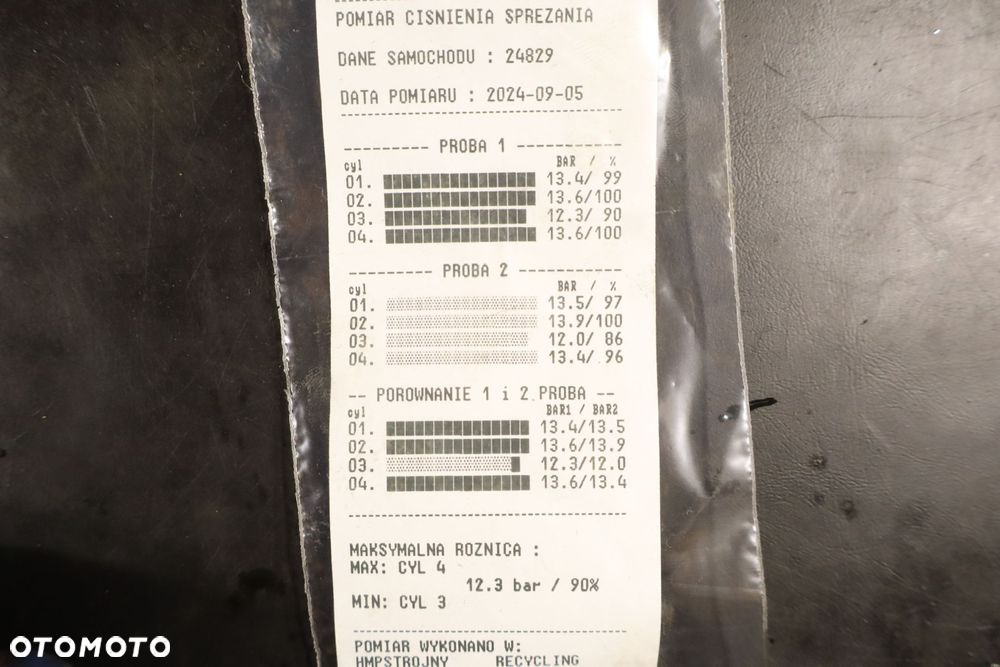 POMIAR CISNIENIA SPREZANIA
DANE SAMOCHODU : 24829
DATA POMIARU : 2024-09-05
--------- PROBA 1 ------------
cyl BAR / %
01. 13.4/ 99
02. 13.6/100
03. 12.3/ 90
04. 13.6/100
--------- PROBA 2 ------------
cyl BAR / %
01. 13.5/ 97
02. 13.9/100
03. 12.0/ 86
04. 13.4/ 96
-- POROWNANIE 1 i 2 PROBA --
cyl BAR1 / BAR2
01. 13.4/13.5
02. 13.6/13.9
03. 12.3/12.0
04. 13.6/13.4
MAKSYMALNA ROZNICA :
MAX: CYL 4
12.3 bar / 90%
MIN: CYL 3
POMIAR WYKONANO W:
HMPSTROJNY RECYCLING
OTOMOTO